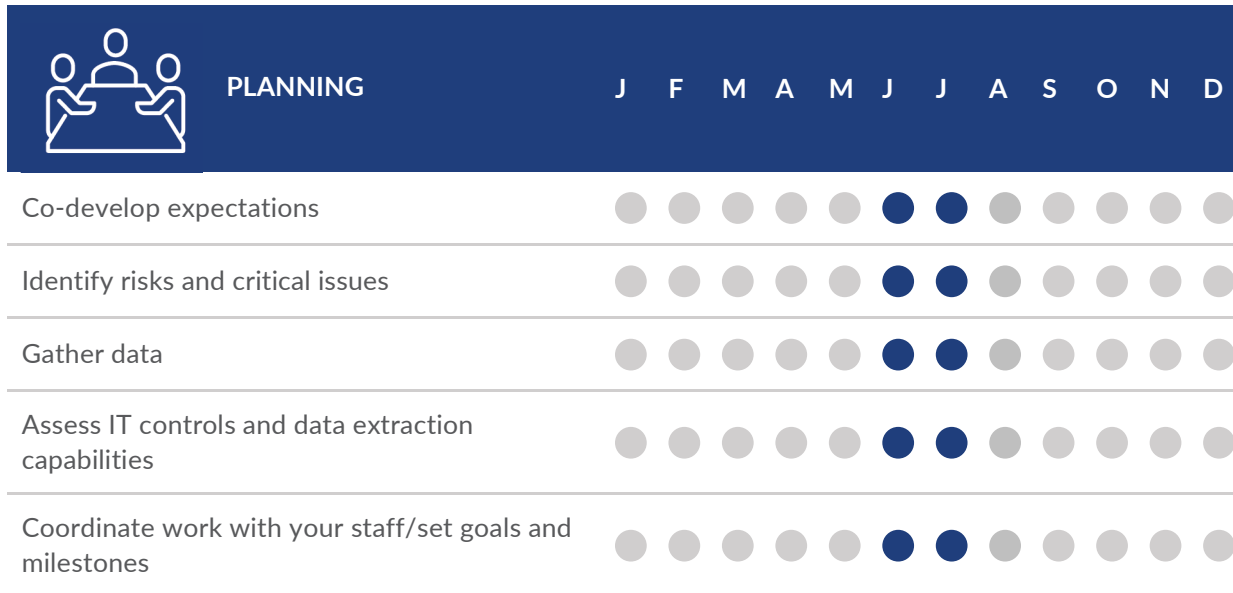 PLANNING J F M A M J J A S O N D
Co-develop expectations
Identify risks and critical issues
Gather data
Assess IT controls and data extraction
capabilities
Coordinate work with your staff/set goals and
milestones